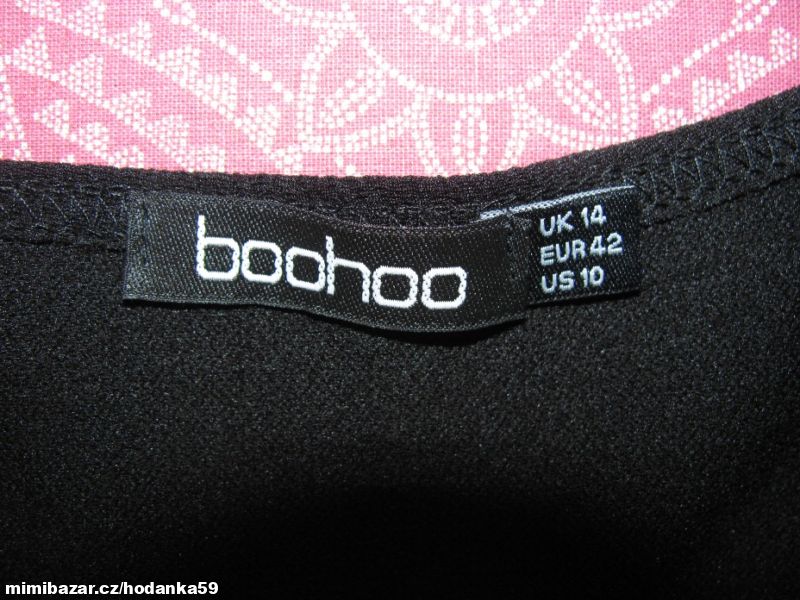 boohoo
UK 14
EUR 42
US 10
mimibazar.cz/hodanka59